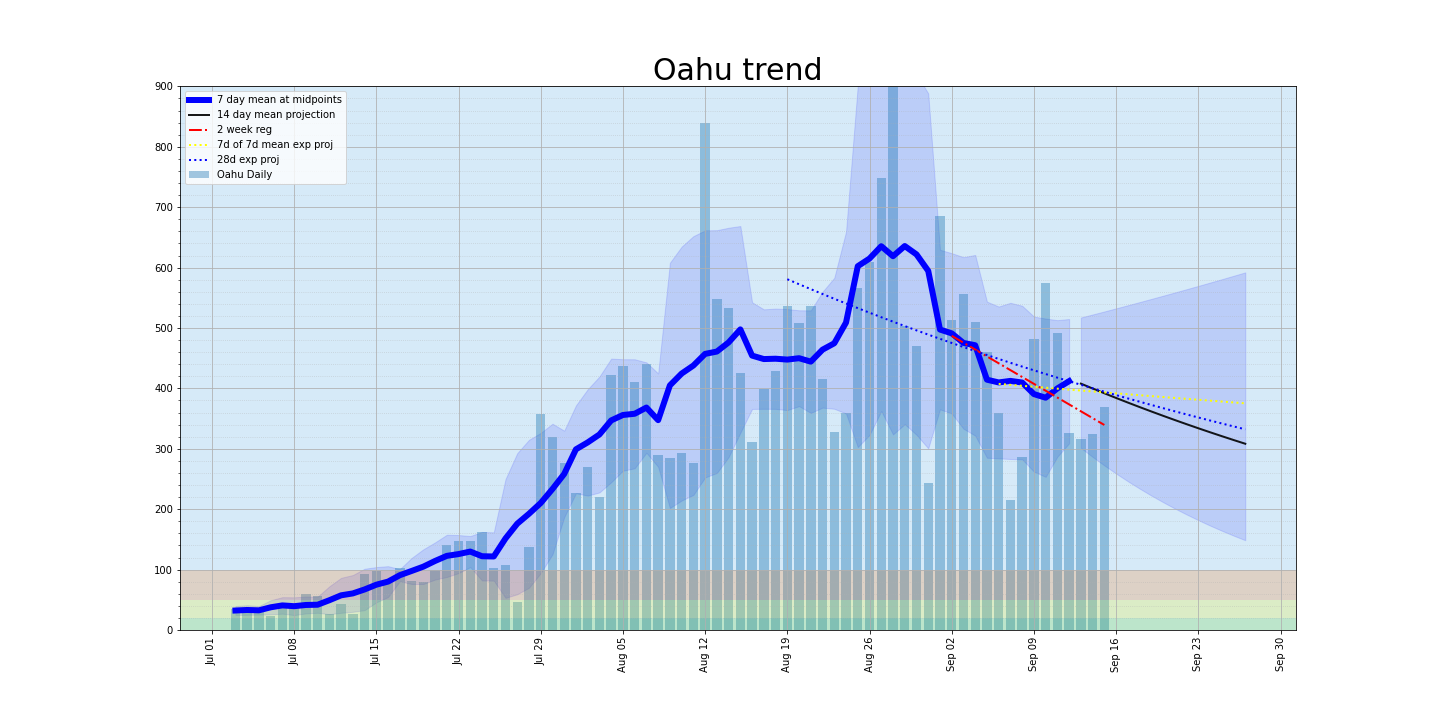 Oahu trend
7 day mean at midpoints
14 day mean projection
2 week reg
7d of 7d mean exp proj
28d exp proj
Oahu Daily
900
800
700
600
500
400
300
200
100
0
Jul 01
Jul 08
Jul 15
Jul 22
Jul 29
Aug 05
Aug 12
Aug 19
Aug 26
Sep 02
Sep 09
Sep 16
Sep 23
Sep 30